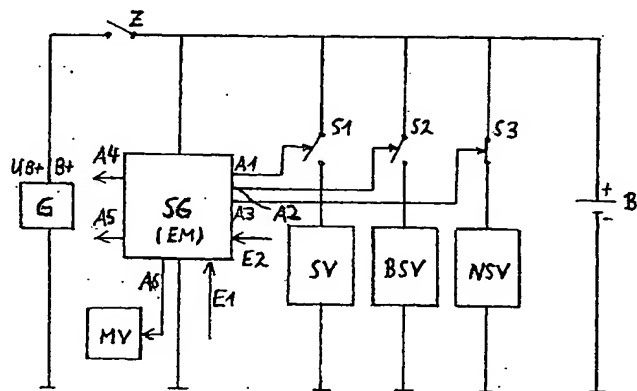 Z
S1
S2
S3
UB+
B+
A4
A1
G
SG
(EM)
A5
A3
A2
E2
+
-
B
SV
BSV
NSV
A6
E1
MV